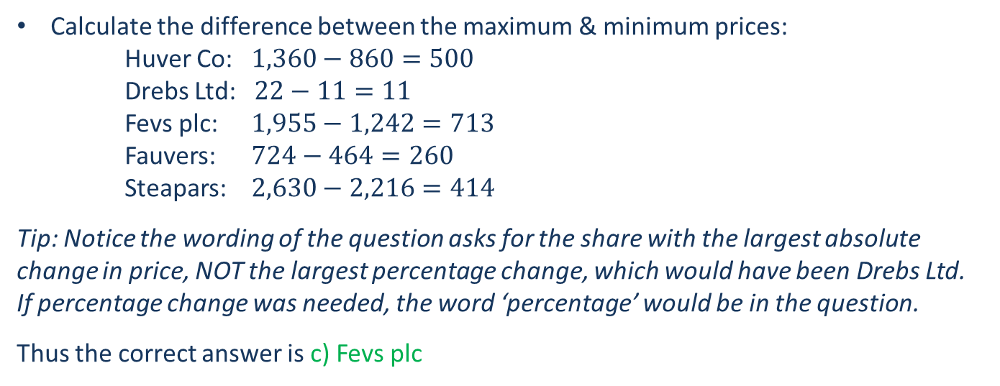 • Calculate the difference between the maximum & minimum prices:
Huver Co: 1,360 − 860 = 500
Drebs Ltd: 22 − 11 = 11
Fevs plc: 1,955 − 1,242 = 713
Fauvers: 724 − 464 = 260
Steapars: 2,630 − 2,216 = 414
Tip: Notice the wording of the question asks for the share with the largest absolute
change in price, NOT the largest percentage change, which would have been Drebs Ltd.
If percentage change was needed, the word ‘percentage’ would be in the question.
Thus the correct answer is c) Fevs plc